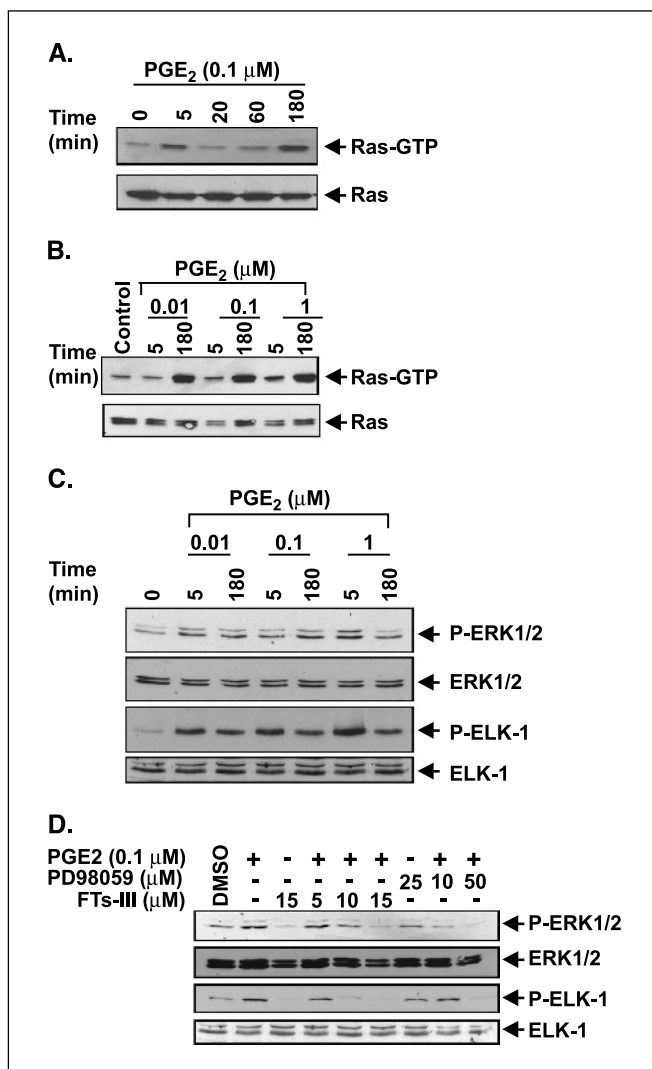 A.
PGE2 (0.1 μM)
Time (min) 0 5 20 60 180
Ras-GTP
Ras
B.
PGE2 (μM)
0.01 0.1 1
Time (min) Control 5 180 5 180 5 180
Ras-GTP
Ras
C.
PGE2 (μM)
0.01 0.1 1
Time (min) 0 5 180 5 180 5 180
P-ERK1/2
ERK1/2
P-ELK-1
ELK-1
D.
PGE2 (0.1 μM) DMSO + - + + + - + +
PD98059 (μM) - - - - - 25 10 50
FTs-III (μM) - 15 5 10 15 - - -
P-ERK1/2
ERK1/2
P-ELK-1
ELK-1